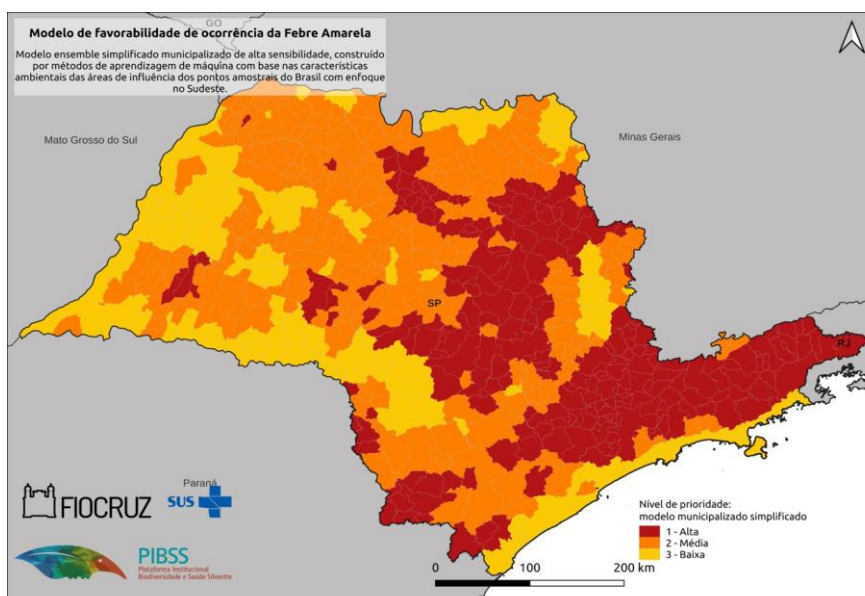 GO
Modelo de favorabilidade de ocorrência da Febre Amarela
Modelo ensemble simplificado municipalizado de alta sensibilidade, construído
por métodos de aprendizagem de máquina com base nas características
ambientais das áreas de influência dos pontos amostrais do Brasil com enfoque
no Sudeste.
Mato Grosso do Sul
Minas Gerais
SP
RJ
Paraná
FIOCRUZ
SUS
PIBSS
Plataforma Institucional
Biodiversidade e Saúde Silvestre
Nível de prioridade:
modelo municipalizado simplificado
1 - Alta
2 - Média
3 - Baixa
0 100 200 km